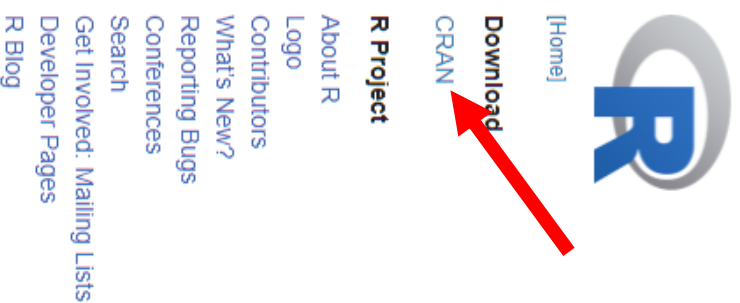 R
[Home]
Download
CRAN
R Project
About R
Logo
Contributors
What's New?
Reporting Bugs
Conferences
Search
Get Involved: Mailing Lists
Developer Pages
R Blog